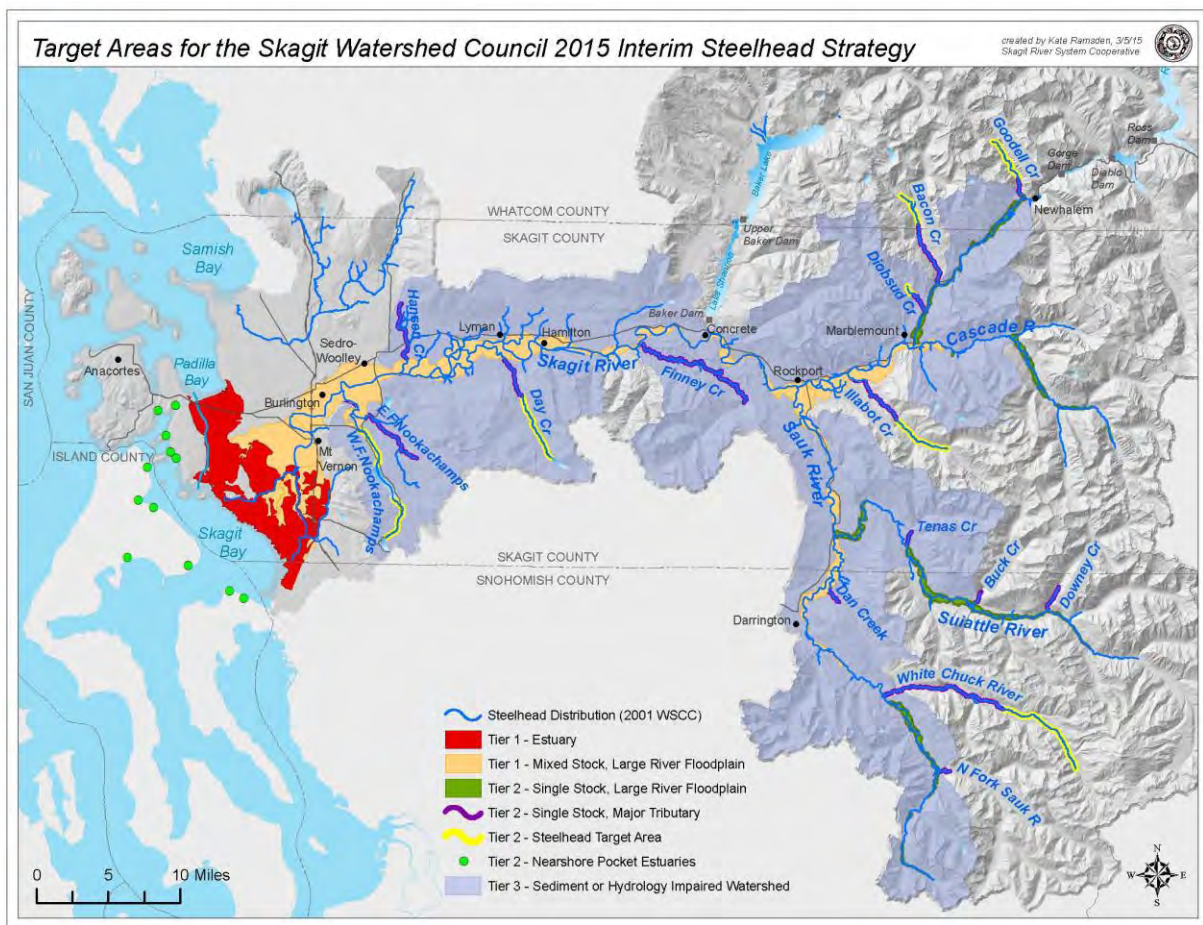 Target Areas for the Skagit Watershed Council 2015 Interim Steelhead Strategy
created by Kate Ramsden, 3/5/15
Skagit River System Cooperative
Goodell Cr
Ross Dam
Gorge Dam
Diablo Dam
Newhalem
Baker Lake
Bacon Cr
WHATCOM COUNTY
SKAGIT COUNTY
Upper Baker Dam
Samish Bay
Lake Shannon
Diobsud Cr
SAN JUAN COUNTY
Hansen Cr
Lyman
Hamilton
Baker Dam
Concrete
Marblemount
Cascade R
Sedro-Woolley
Skagit River
Anacortes
Padilla Bay
Rockport
Finney Cr
Illabot Cr
Burlington
Day Cr
E.F Nookachamps
ISLAND COUNTY
Mt Vernon
W.F. Nookachamps
Sauk River
Skagit Bay
Tenas Cr
SKAGIT COUNTY
SNOHOMISH COUNTY
Buck Cr
Downey Cr
Dan Creek
Suiattle River
Darrington
White Chuck River
N Fork Sauk R
Steelhead Distribution (2001 WSCC)
Tier 1 - Estuary
Tier 1 - Mixed Stock, Large River Floodplain
Tier 2 - Single Stock, Large River Floodplain
Tier 2 - Single Stock, Major Tributary
Tier 2 - Steelhead Target Area
Tier 2 - Nearshore Pocket Estuaries
Tier 3 - Sediment or Hydrology Impaired Watershed
0 5 10 Miles
N
W E
S